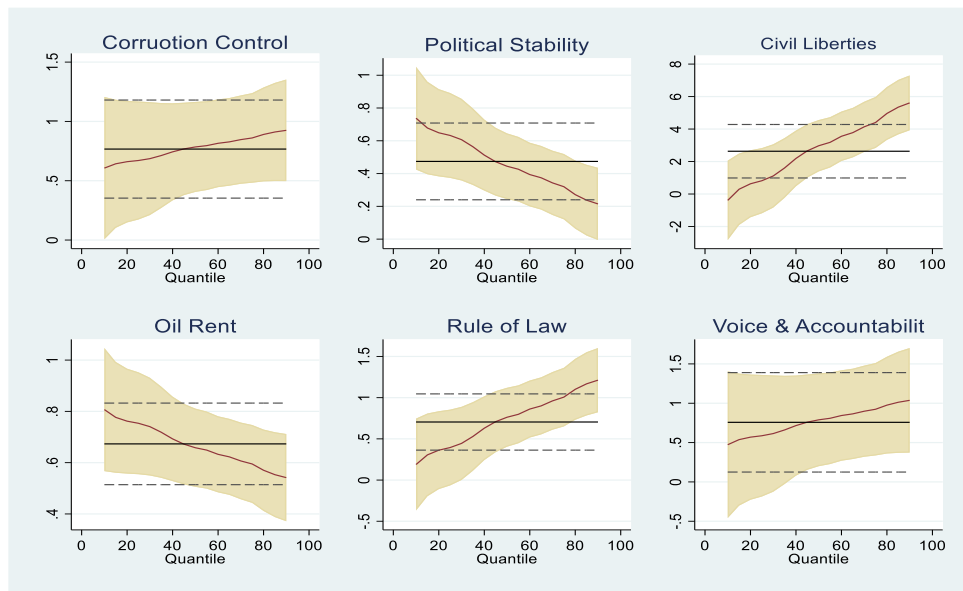 Corruotion Control
1.5
1
.5
0
0 20 40 60 80 100
Quantile
Political Stability
1
.8
.6
.4
.2
0
0 20 40 60 80 100
Quantile
Civil Liberties
8
6
4
2
0
-2
0 20 40 60 80 100
Quantile
Oil Rent
1
.8
.6
.4
0 20 40 60 80 100
Quantile
Rule of Law
1.5
1
.5
0
-.5
0 20 40 60 80 100
Quantile
Voice & Accountabilit
1.5
1
.5
0
-.5
0 20 40 60 80 100
Quantile